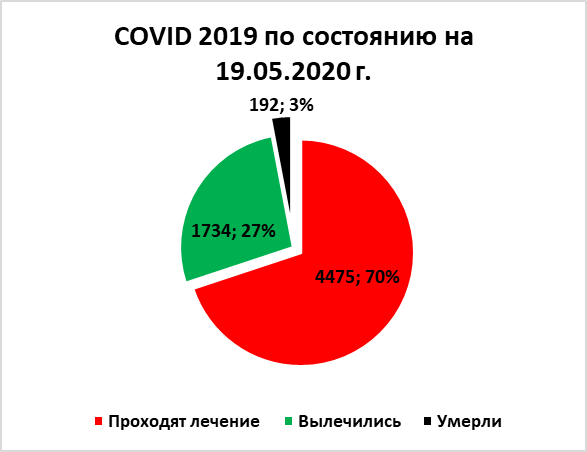 COVID 2019 по состоянию на
19.05.2020 г.
192; 3%
1734; 27%
4475; 70%
Проходят лечение Вылечились Умерли